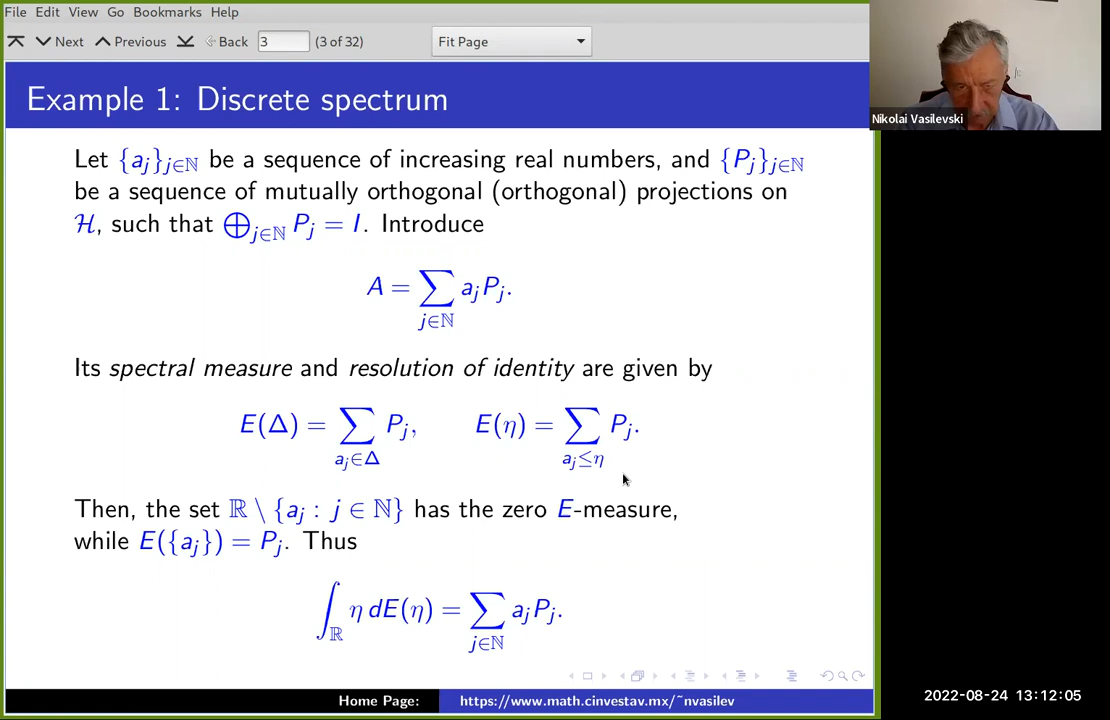 File Edit View Go Bookmarks Help
Next Previous Back 3 (3 of 32) Fit Page
Example 1: Discrete spectrum
Let {a_j}_{j∈ℕ} be a sequence of increasing real numbers, and {P_j}_{j∈ℕ}
be a sequence of mutually orthogonal (orthogonal) projections on
ℋ, such that ⨁_{j∈ℕ} P_j = I. Introduce
A = ∑_{j∈ℕ} a_j P_j.
Its spectral measure and resolution of identity are given by
E(Δ) = ∑_{a_j∈Δ} P_j, E(η) = ∑_{a_j≤η} P_j.
Then, the set ℝ \ {a_j : j ∈ ℕ} has the zero E-measure,
while E({a_j}) = P_j. Thus
∫_ℝ η dE(η) = ∑_{j∈ℕ} a_j P_j.
Home Page: https://www.math.cinvestav.mx/~nvasilev
Nikolai Vasilevski
2022-08-24 13:12:05